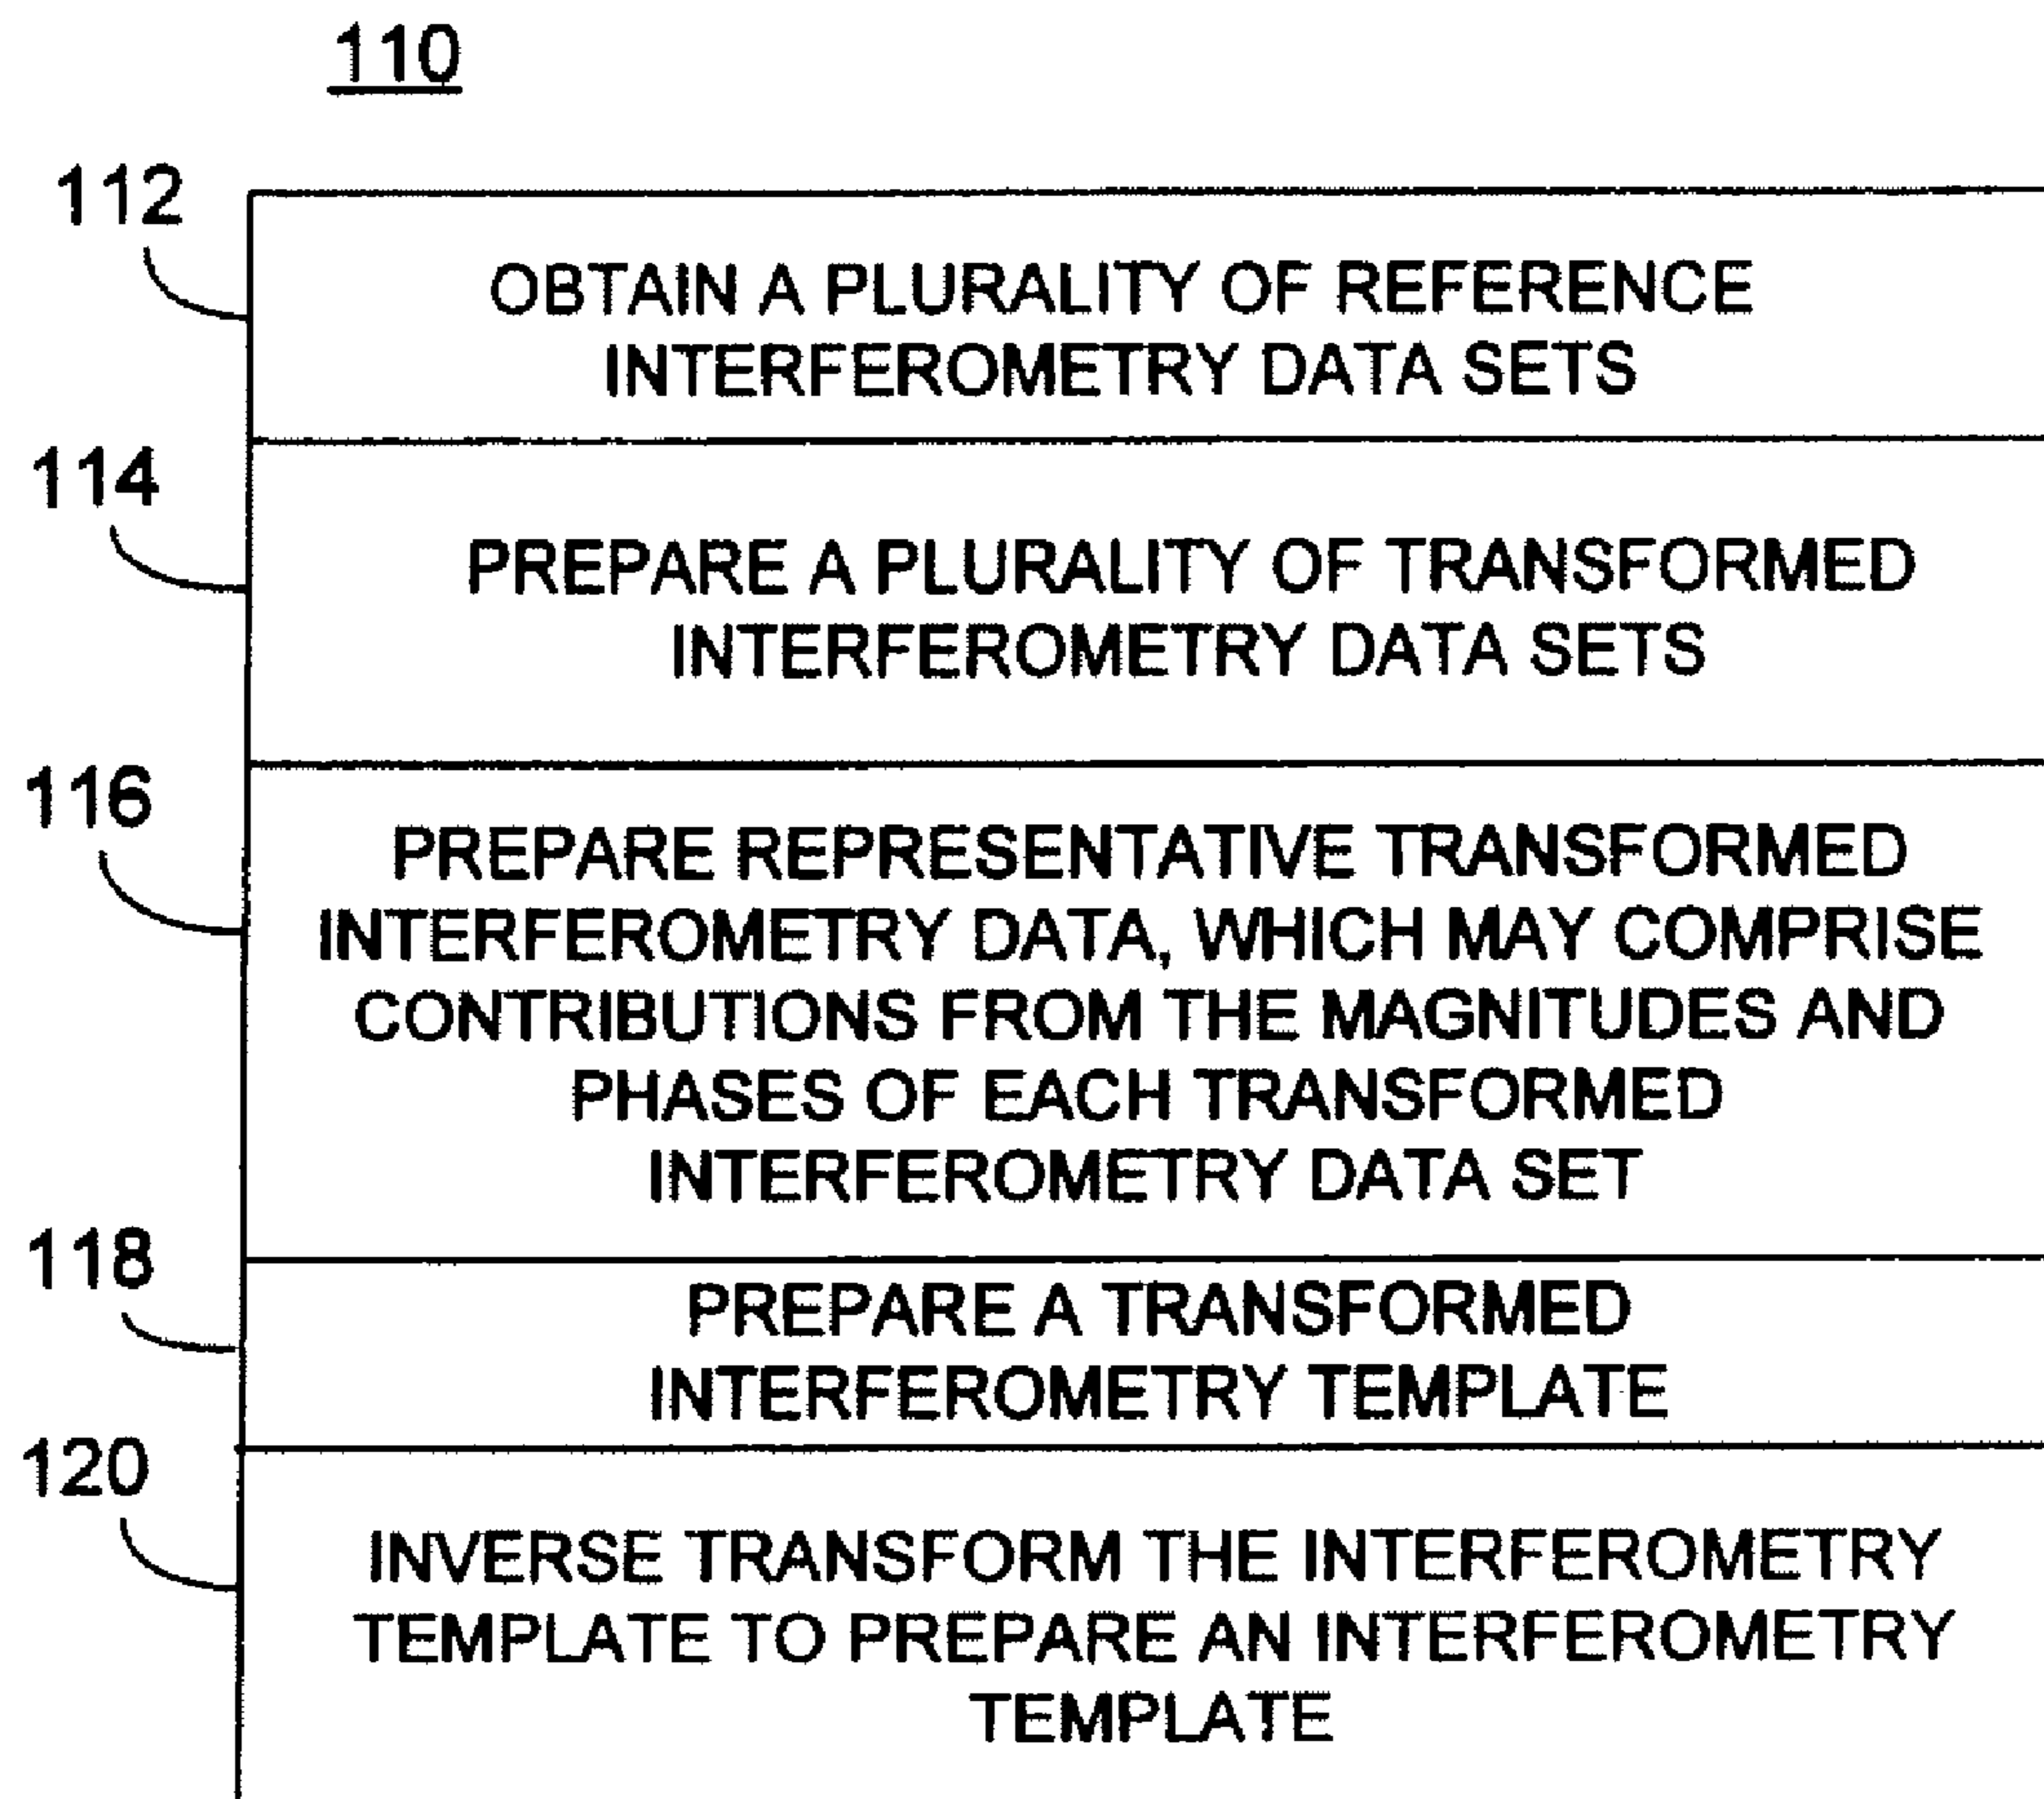 110
112
OBTAIN A PLURALITY OF REFERENCE
INTERFEROMETRY DATA SETS
114
PREPARE A PLURALITY OF TRANSFORMED
INTERFEROMETRY DATA SETS
116
PREPARE REPRESENTATIVE TRANSFORMED
INTERFEROMETRY DATA, WHICH MAY COMPRISE
CONTRIBUTIONS FROM THE MAGNITUDES AND
PHASES OF EACH TRANSFORMED
INTERFEROMETRY DATA SET
118
PREPARE A TRANSFORMED
INTERFEROMETRY TEMPLATE
120
INVERSE TRANSFORM THE INTERFEROMETRY
TEMPLATE TO PREPARE AN INTERFEROMETRY
TEMPLATE